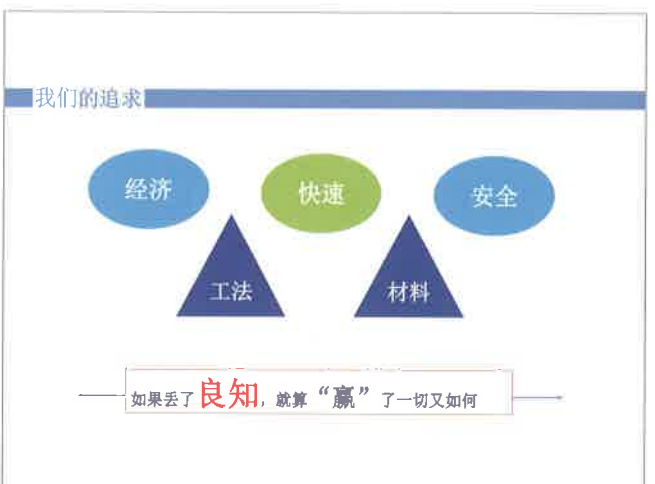 我们的追求
经济
快速
安全
工法
材料
如果丢了良知，就算“赢”了一切又如何